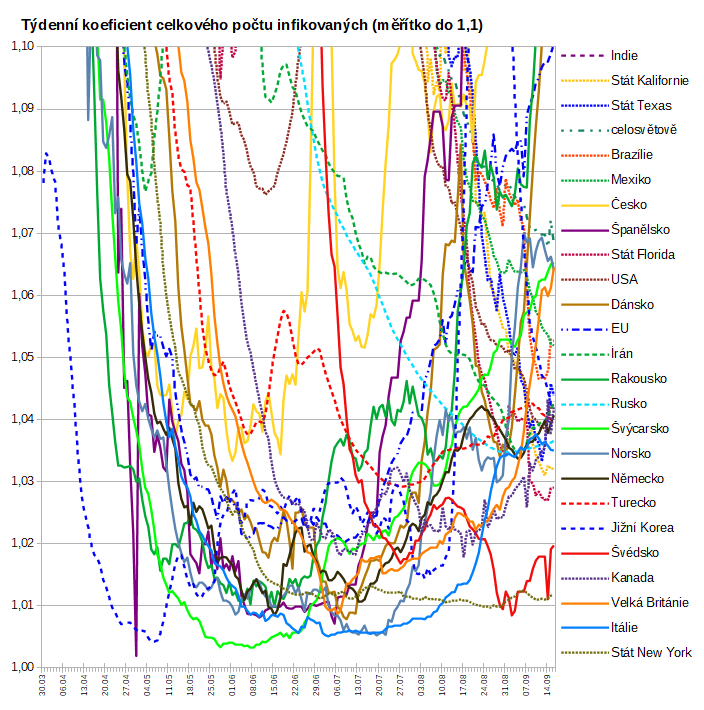 Týdenní koeficient celkového počtu infikovaných (měřítko do 1,1)
1,10
1,09
1,08
1,07
1,06
1,05
1,04
1,03
1,02
1,01
1,00
30.03
06.04
13.04
20.04
27.04
04.05
11.05
18.05
25.05
01.06
08.06
15.06
22.06
29.06
06.07
13.07
20.07
27.07
03.08
10.08
17.08
24.08
31.08
07.09
14.09
Indie
Stát Kalifornie
Stát Texas
celosvětově
Brazílie
Mexiko
Česko
Španělsko
Stát Florida
USA
Dánsko
EU
Írán
Rakousko
Rusko
Švýcarsko
Norsko
Německo
Turecko
Jižní Korea
Švédsko
Kanada
Velká Británie
Itálie
Stát New York